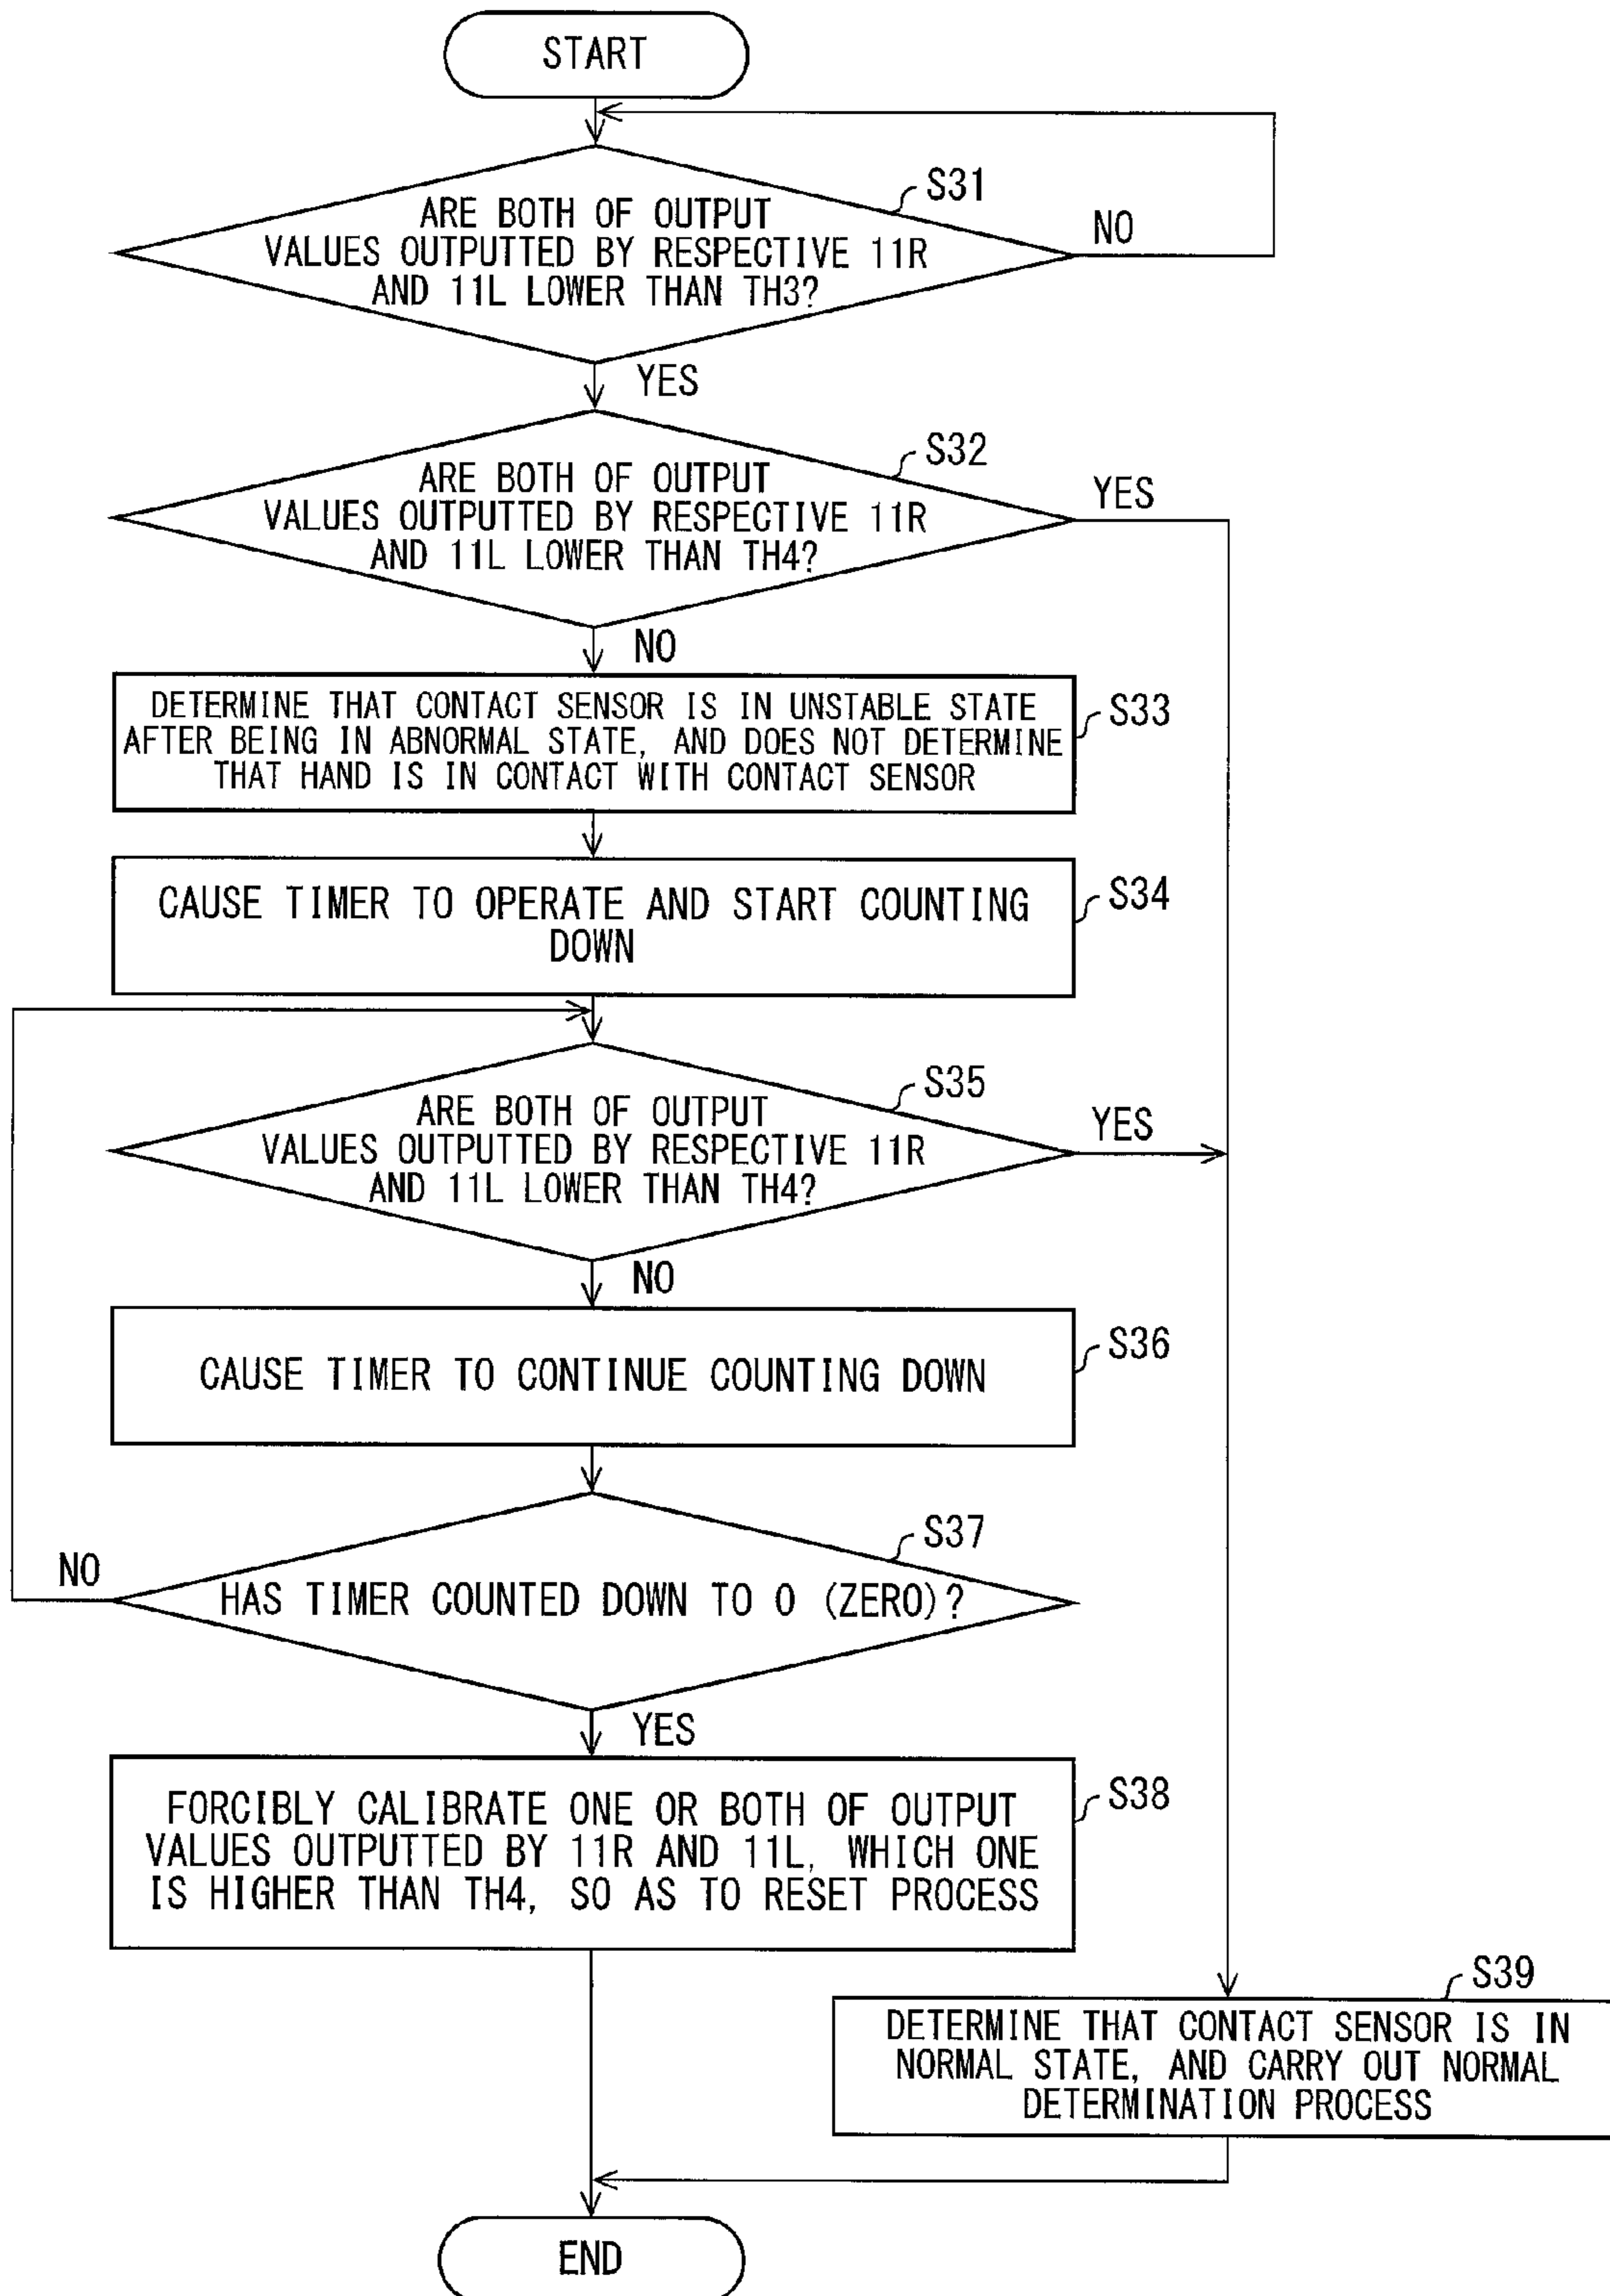 START
S31
ARE BOTH OF OUTPUT
VALUES OUTPUTTED BY RESPECTIVE 11R
AND 11L LOWER THAN TH3?
NO
YES
S32
ARE BOTH OF OUTPUT
VALUES OUTPUTTED BY RESPECTIVE 11R
AND 11L LOWER THAN TH4?
YES
NO
DETERMINE THAT CONTACT SENSOR IS IN UNSTABLE STATE
AFTER BEING IN ABNORMAL STATE, AND DOES NOT DETERMINE
THAT HAND IS IN CONTACT WITH CONTACT SENSOR
S33
CAUSE TIMER TO OPERATE AND START COUNTING
DOWN
S34
S35
ARE BOTH OF OUTPUT
VALUES OUTPUTTED BY RESPECTIVE 11R
AND 11L LOWER THAN TH4?
YES
NO
CAUSE TIMER TO CONTINUE COUNTING DOWN
S36
S37
NO
HAS TIMER COUNTED DOWN TO 0 (ZERO)?
YES
FORCIBLY CALIBRATE ONE OR BOTH OF OUTPUT
VALUES OUTPUTTED BY 11R AND 11L, WHICH ONE
IS HIGHER THAN TH4, SO AS TO RESET PROCESS
S38
S39
DETERMINE THAT CONTACT SENSOR IS IN
NORMAL STATE, AND CARRY OUT NORMAL
DETERMINATION PROCESS
END